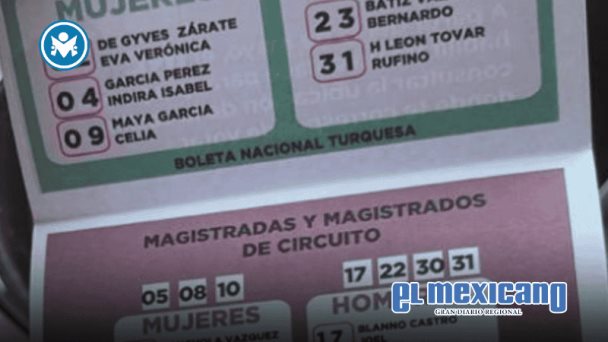 MUJERES
DE GYVES ZÁRATE
EVA VERÓNICA
04 GARCIA PEREZ
INDIRA ISABEL
09 MAYA GARCIA
CELIA
23 BATIZ
BERNARDO
31 H LEON TOVAR
RUFINO
BOLETA NACIONAL TURQUESA
MAGISTRADAS Y MAGISTRADOS
DE CIRCUITO
05 08 10
MUJERES
VAZQUEZ
17 22 30 31
HOM
17 BLANNO CASTRO
JOEL
EL mexicano
GRAN DIARIO REGIONAL